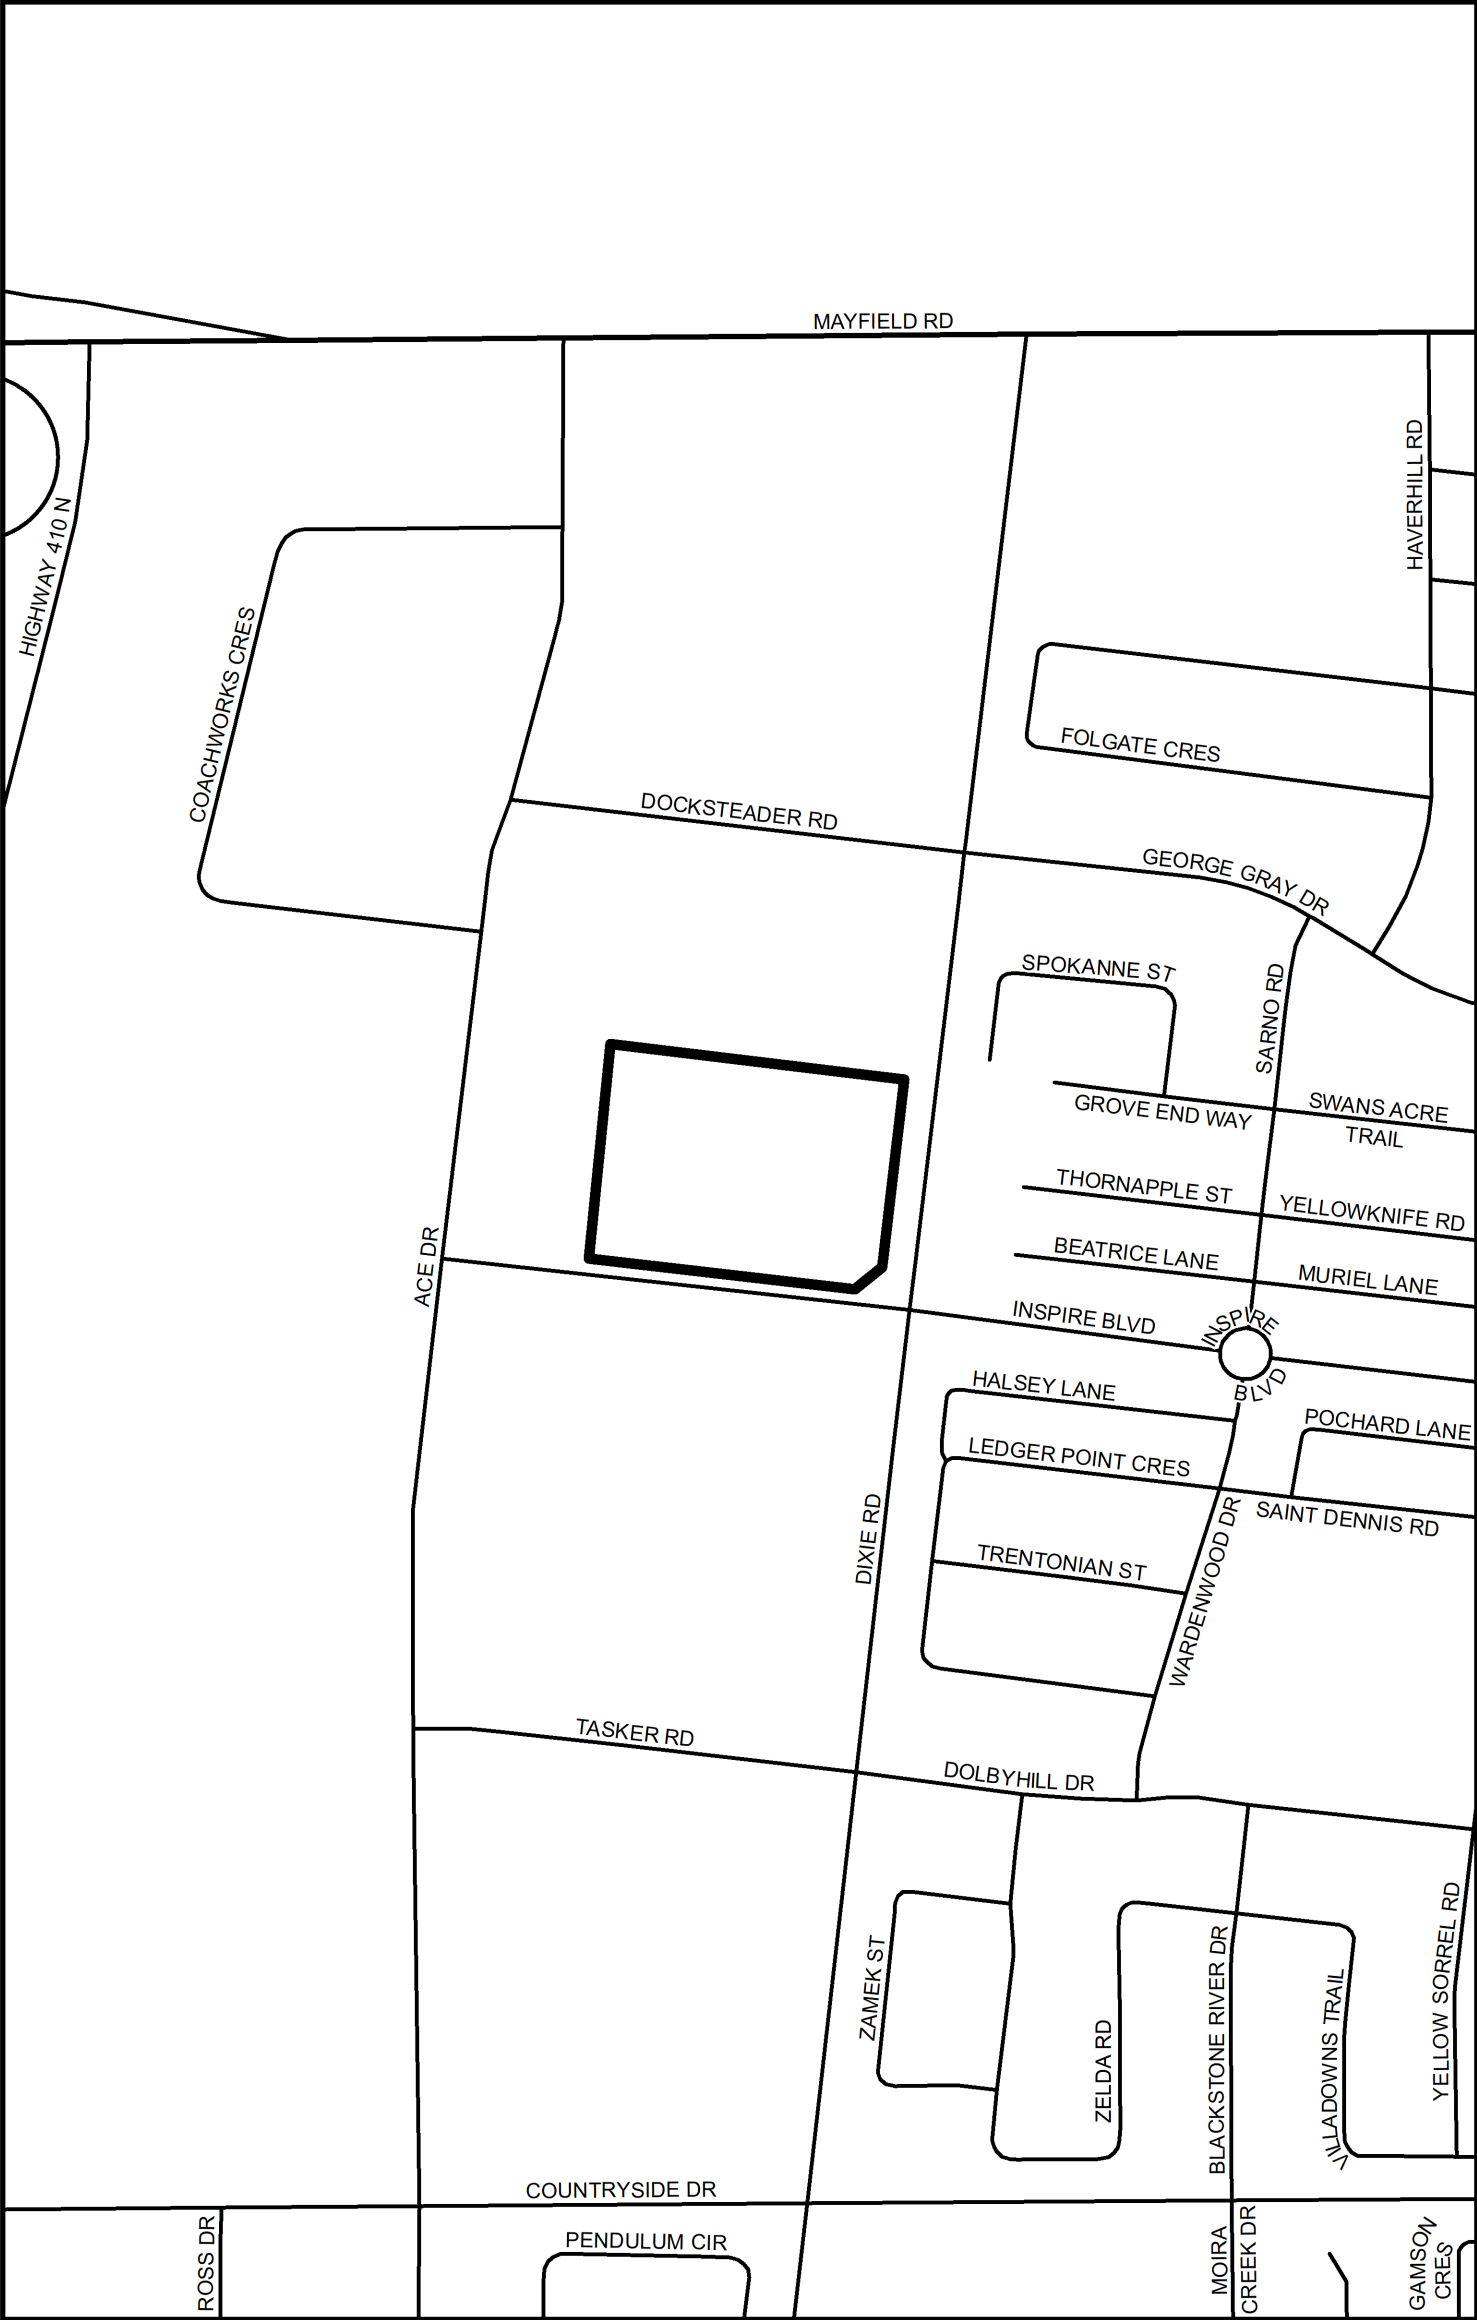 MAYFIELD RD
HAVERHILL RD
HIGHWAY 410 N
COACHWORKS CRES
FOLGATE CRES
DOCKSTEADER RD
GEORGE GRAY DR
SPOKANNE ST
SARNO RD
GROVE END WAY
SWANS ACRE
TRAIL
THORNAPPLE ST
YELLOWKNIFE RD
ACE DR
BEATRICE LANE
MURIEL LANE
INSPIRE BLVD
INSPIRE
BLVD
HALSEY LANE
POCHARD LANE
LEDGER POINT CRES
SAINT DENNIS RD
DIXIE RD
TRENTONIAN ST
WARDENWOOD DR
TASKER RD
DOLBYHILL DR
ZAMEK ST
ZELDA RD
BLACKSTONE RIVER DR
VILLADOWNS TRAIL
YELLOW SORREL RD
COUNTRYSIDE DR
ROSS DR
PENDULUM CIR
MOIRA
CREEK DR
GAMSON
CRES